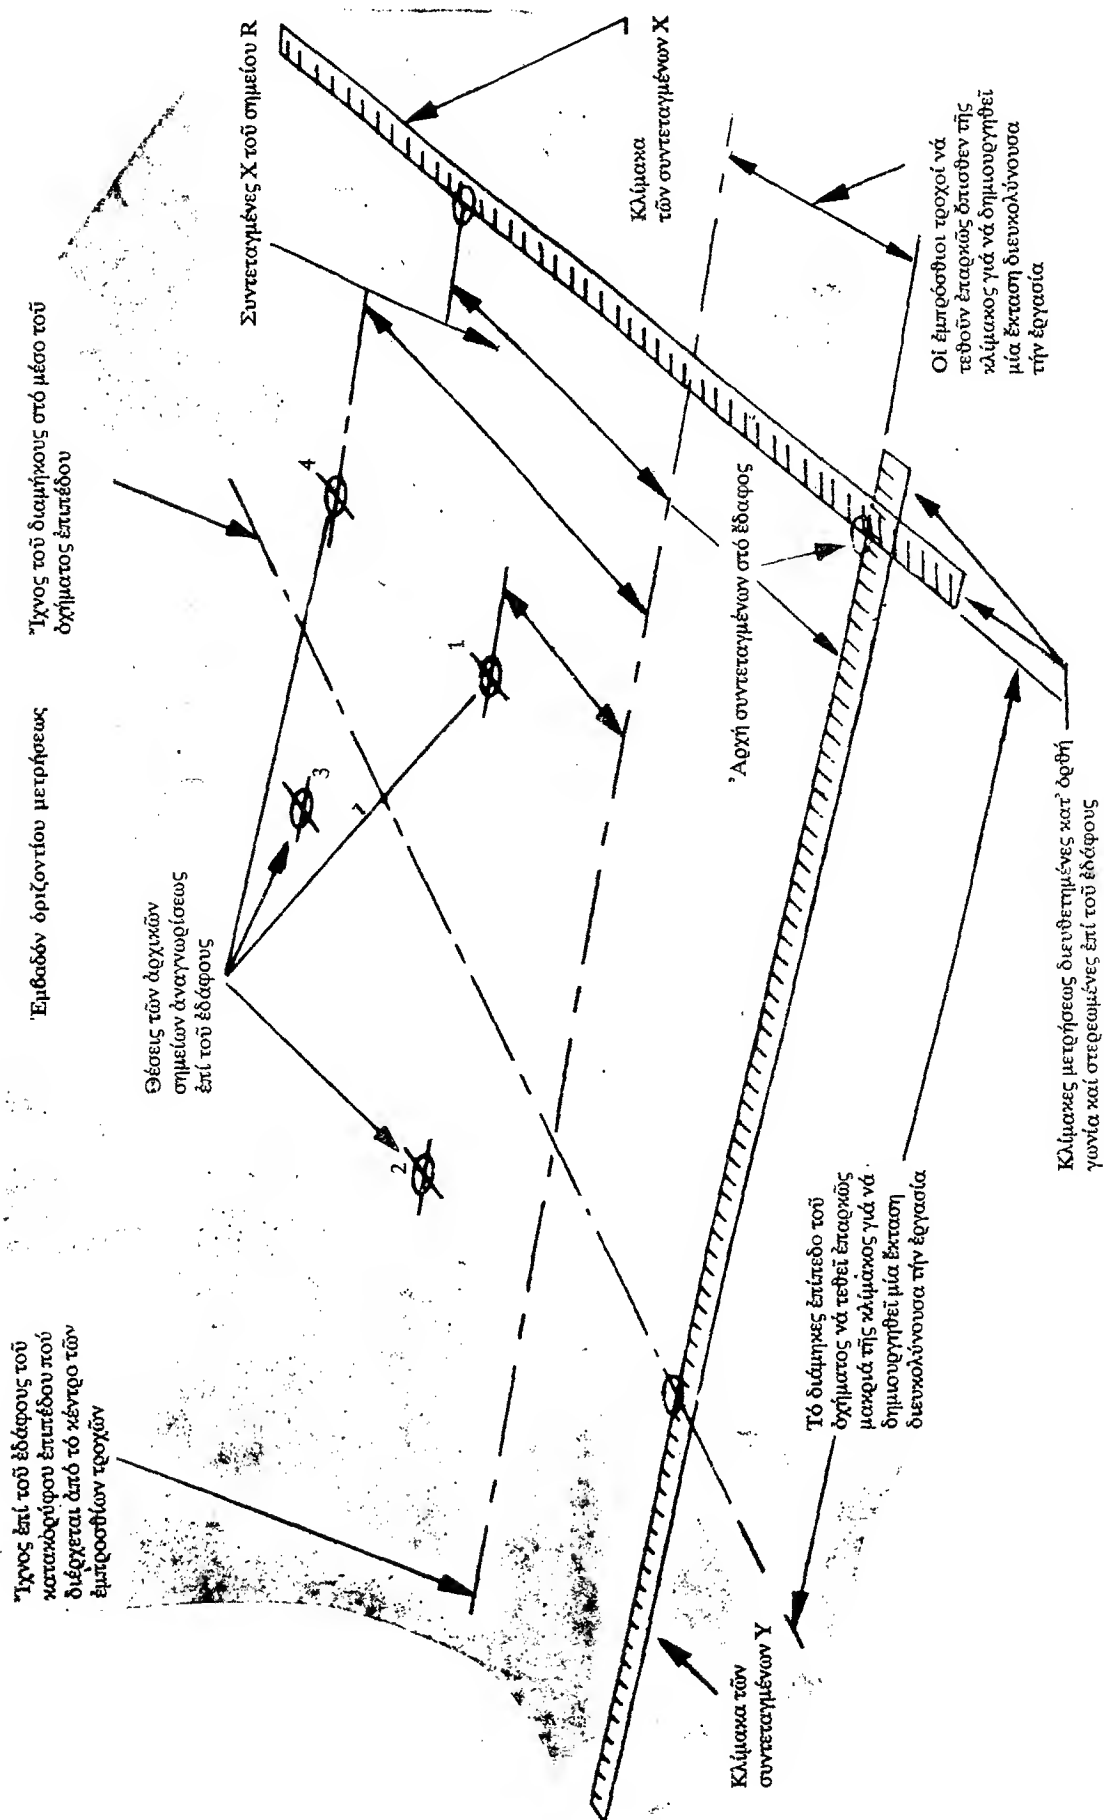 Ἐμβαδόν ὁριζοντίου μετρήσεως
Ἴχνος ἐπί τοῦ ἐδάφους τοῦ
κατακορύφου ἐπιπέδου πού
διέρχεται ἀπό τό κέντρο τῶν
ἐμπροσθίων τροχῶν
Ἴχνος τοῦ διαμήκους στό μέσο τοῦ
ὀχήματος ἐπιπέδου
Θέσεις τῶν ἀρχικῶν
σημείων ἀναγνωρίσεως
ἐπί τοῦ ἐδάφους
Συντεταγμένες X τοῦ σημείου R
2
3
1
4
Κλίμακα
τῶν συντεταγμένων X
Ἀρχή συντεταγμένων στό ἔδαφος
Οἱ ἐμπρόσθιοι τροχοί νά
τεθοῦν ἐπαρκῶς ὄπισθεν τῆς
κλίμακος γιά νά δημιουργηθεῖ
μία ἔκταση διευκολύνουσα
τήν ἐργασία
Κλίμακα τῶν
συντεταγμένων Y
Τό διάμηκες ἐπίπεδο τοῦ
ὀχήματος νά τεθεῖ ἐπαρκῶς
μακριά τῆς κλίμακος γιά νά
δημιουργηθεῖ μία ἔκταση
διευκολύνουσα τήν ἐργασία
Κλίμακες μετρήσεως διευθετημένες κατ' ὀρθή
γωνία καί στερεωμένες ἐπί τοῦ ἐδάφους